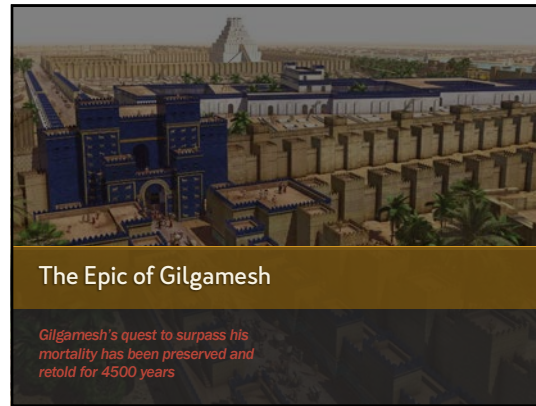 The Epic of Gilgamesh
Gilgamesh’s quest to surpass his
mortality has been preserved and
retold for 4500 years